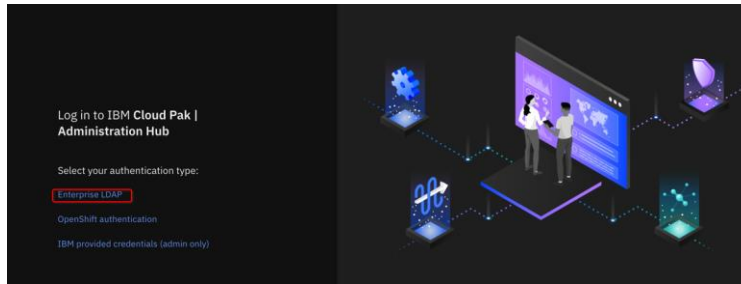 Log in to IBM Cloud Pak |
Administration Hub
Select your authentication type:
Enterprise LDAP
OpenShift authentication
IBM provided credentials (admin only)